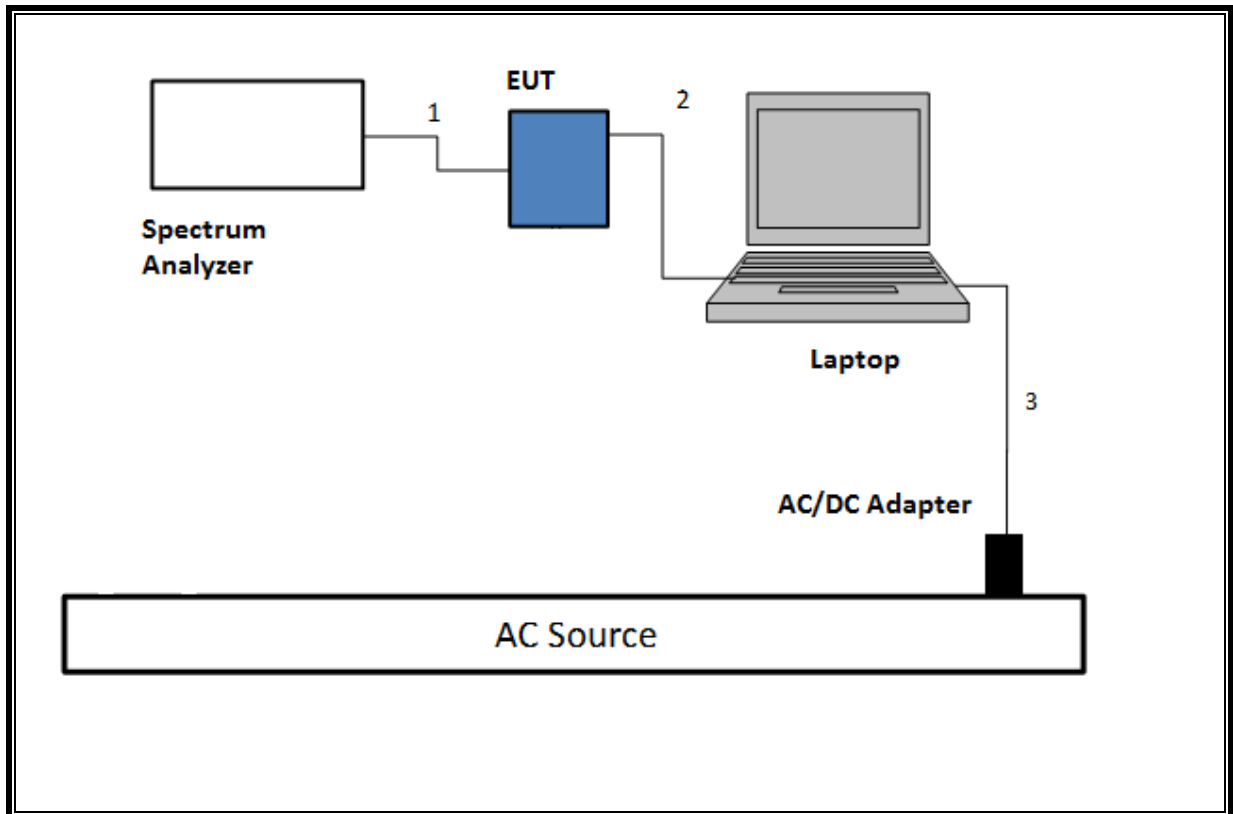 EUT
1
2
Spectrum
Analyzer
Laptop
3
AC/DC Adapter
AC Source